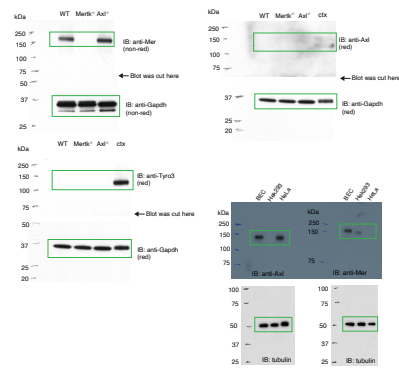 WT Mertk-/- Axl-/-
kDa
250
150
100
75
50
37
25
IB: anti-Mer
(non-red)
Blot was cut here
IB: anti-Gapdh
(non-red)
WT Mertk-/- Axl-/- ctx
kDa
250
150
100
75
50
37
25
20
IB: anti-Axl
(red)
Blot was cut here
IB: anti-Gapdh
(red)
WT Mertk-/- Axl-/- ctx
kDa
250
150
100
75
50
37
25
20
IB: anti-Tyro3
(red)
Blot was cut here
IB: anti-Gapdh
(red)
BEC
HeLa
kDa
250
150
100
75
IB: anti-Axl
BEC
Hek293
HeLa
kDa
250
150
75
IB: anti-Mer
100
75
50
37
25
IB: tubulin
100
75
50
37
25
IB: tubulin